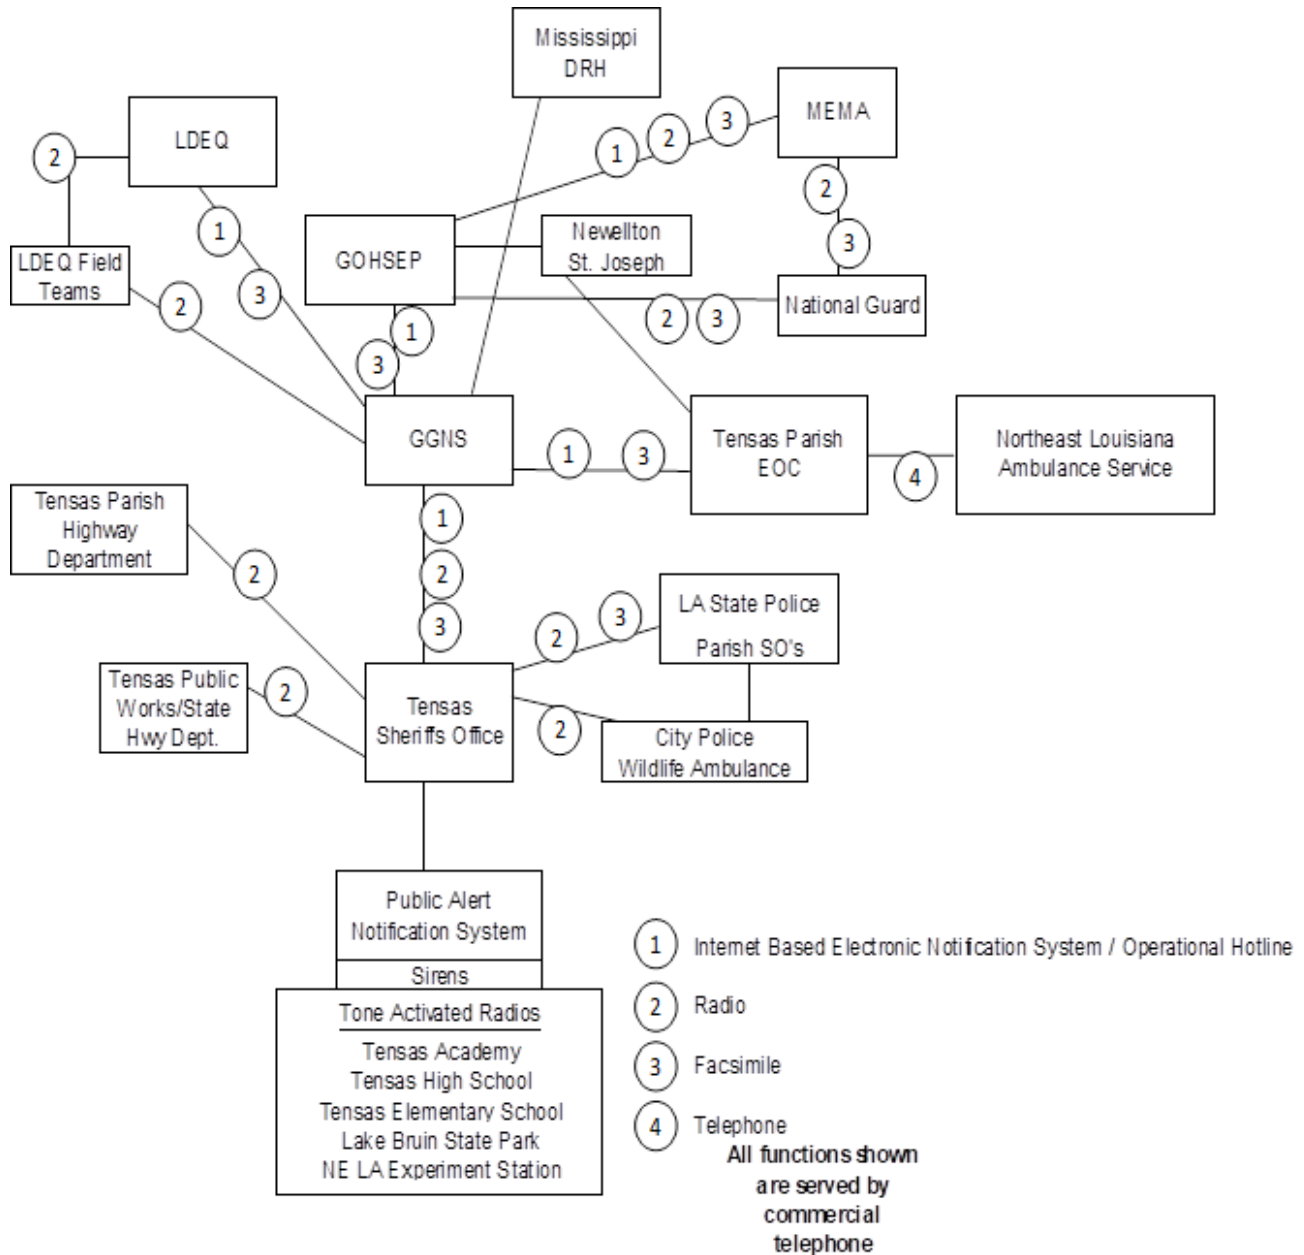 Mississippi
DRH
MEMA
LDEQ
1
2
3
2
2
3
1
3
GOHSEP
Newellton
St. Joseph
LDEQ Field
Teams
2
National Guard
2
3
1
3
GGNS
Tensas Parish
EOC
Northeast Louisiana
Ambulance Service
1
3
4
Tensas Parish
Highway
Department
1
2
3
2
LA State Police
Parish SO's
2
3
Tensas Public
Works/State
Hwy Dept.
2
Tensas
Sheriffs Office
2
City Police
Wildlife Ambulance
Public Alert
Notification System
Sirens
Tone Activated Radios
Tensas Academy
Tensas High School
Tensas Elementary School
Lake Bruin State Park
NE LA Experiment Station
1 Internet Based Electronic Notification System / Operational Hotline
2 Radio
3 Facsimile
4 Telephone
All functions shown
are served by
commercial
telephone